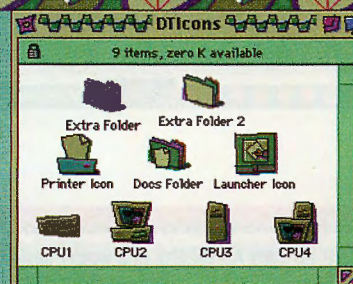 DTIcons
9 items, zero K available
Extra Folder Extra Folder 2
Printer Icon Docs Folder Launcher Icon
CPU1 CPU2 CPU3 CPU4